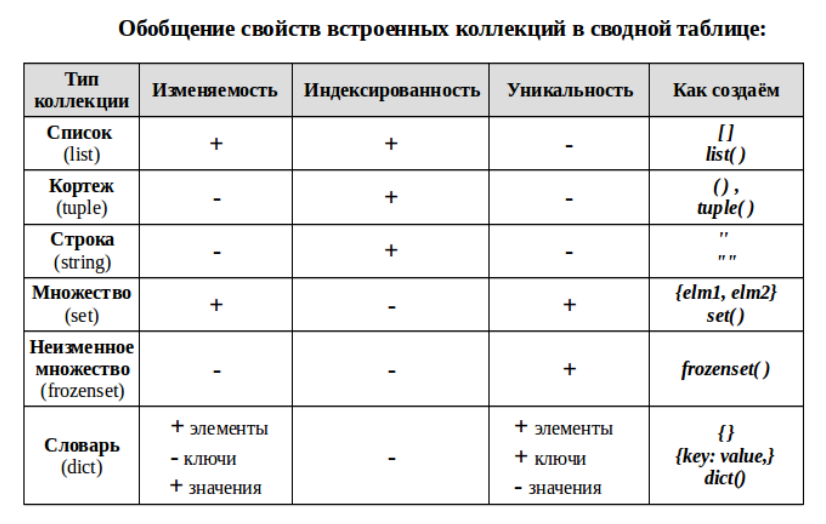 Обобщение свойств встроенных коллекций в сводной таблице:
Тип коллекции Изменяемость Индексированность Уникальность Как создаём
Список (list) + + - [ ] list( )
Кортеж (tuple) - + - ( ) , tuple( )
Строка (string) - + - '' ""
Множество (set) + - + {elm1, elm2} set( )
Неизменное множество (frozenset) - - + frozenset( )
Словарь (dict) + элементы - ключи + значения - + элементы + ключи - значения {} {key: value,} dict()